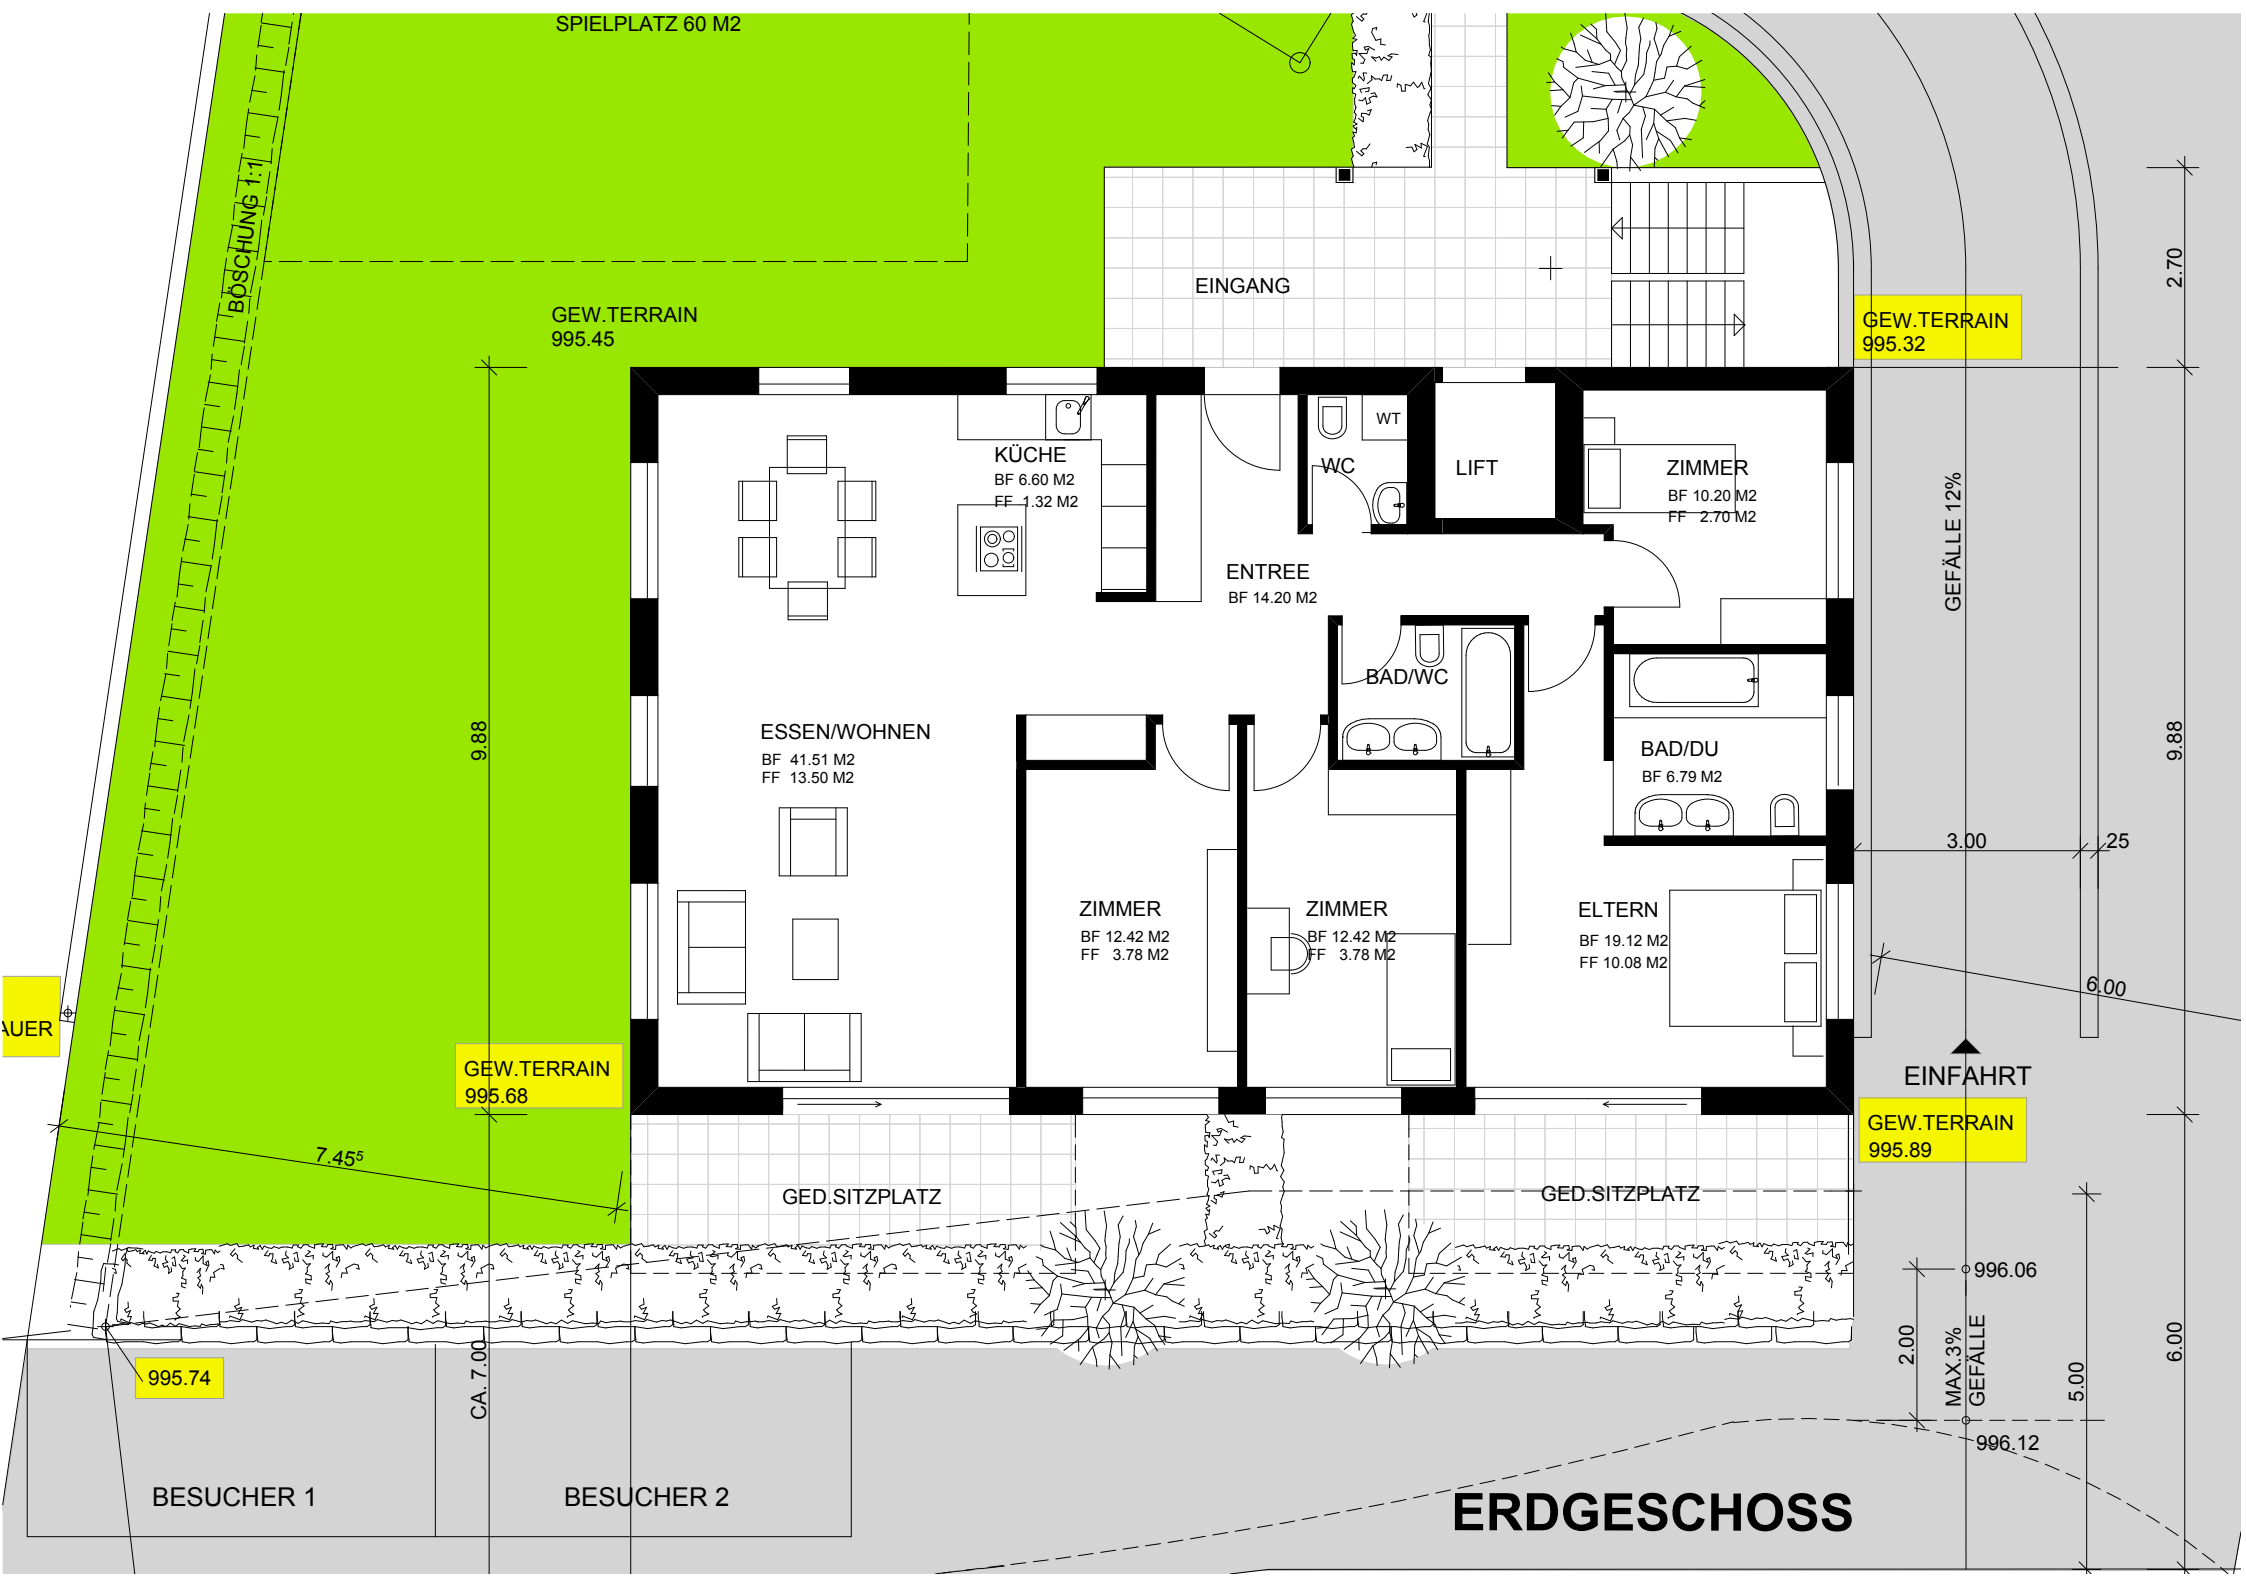 SPIELPLATZ 60 M2
BÖSCHUNG 1:1
GEW.TERRAIN
995.45
EINGANG
2.70
GEW.TERRAIN
995.32
KÜCHE
BF 6.60 M2
FF 1.32 M2
WT
WC
LIFT
ZIMMER
BF 10.20 M2
FF 2.70 M2
GEFÄLLE 12%
ENTREE
BF 14.20 M2
BAD/WC
9.88
ESSEN/WOHNEN
BF 41.51 M2
FF 13.50 M2
BAD/DU
BF 6.79 M2
9.88
3.00
25
ZIMMER
BF 12.42 M2
FF 3.78 M2
ZIMMER
BF 12.42 M2
FF 3.78 M2
ELTERN
BF 19.12 M2
FF 10.08 M2
6.00
AUER
GEW.TERRAIN
995.68
EINFAHRT
GEW.TERRAIN
995.89
7.45⁵
GED.SITZPLATZ
GED.SITZPLATZ
996.06
2.00
MAX.3%
GEFÄLLE
5.00
6.00
995.74
CA. 7.00
996.12
BESUCHER 1
BESUCHER 2
ERDGESCHOSS